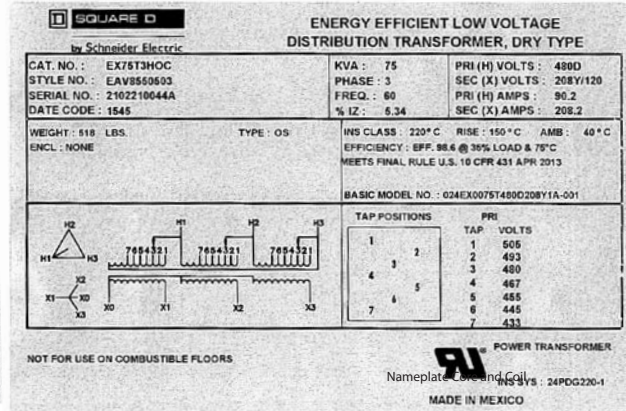 SQUARE D
by Schneider Electric
ENERGY EFFICIENT LOW VOLTAGE
DISTRIBUTION TRANSFORMER, DRY TYPE
CAT. NO. : EX75T3HOC
STYLE NO. : EAV8550503
SERIAL NO. : 2102210044A
DATE CODE : 1545
KVA : 75
PHASE : 3
FREQ. : 60
% IZ : 5.34
PRI (H) VOLTS : 480D
SEC (X) VOLTS : 208Y/120
PRI (H) AMPS : 90.2
SEC (X) AMPS : 208.2
WEIGHT : 518 LBS. TYPE : OS
ENCL : NONE
INS CLASS : 220° C RISE : 150 ° C AMB : 40 ° C
EFFICIENCY : EFF. 98.6 @ 35% LOAD & 75°C
MEETS FINAL RULE U.S. 10 CFR 431 APR 2013
BASIC MODEL NO. : 024EX0075T480D208Y1A-001
H2
H1 H3
X2
X1 X0
X3
H1 H2 H3
7654321 7654321 7654321
X0 X1 X2 X3
TAP POSITIONS
1
2
3
4
5
6
7
PRI
TAP VOLTS
1 505
2 493
3 480
4 467
5 455
6 445
7 433
NOT FOR USE ON COMBUSTIBLE FLOORS
POWER TRANSFORMER
Nameplate Core and Coil
INS SYS : 24PDG220-1
MADE IN MEXICO